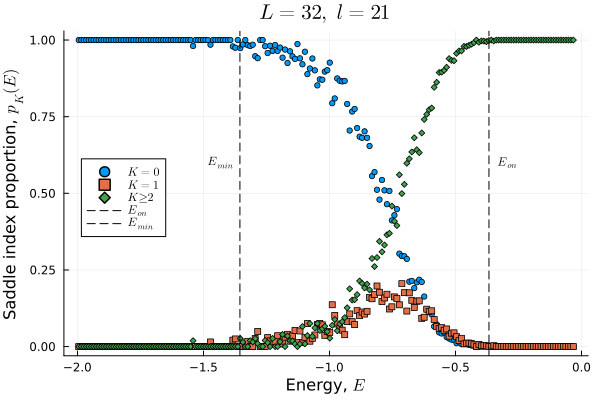 L = 32, l = 21
Saddle index proportion, p_K(E)
1.00
0.75
0.50
0.25
0.00
E_min
E_on
K = 0
K = 1
K≥2
E_on
E_min
−2.0 −1.5 −1.0 −0.5 0.0
Energy, E